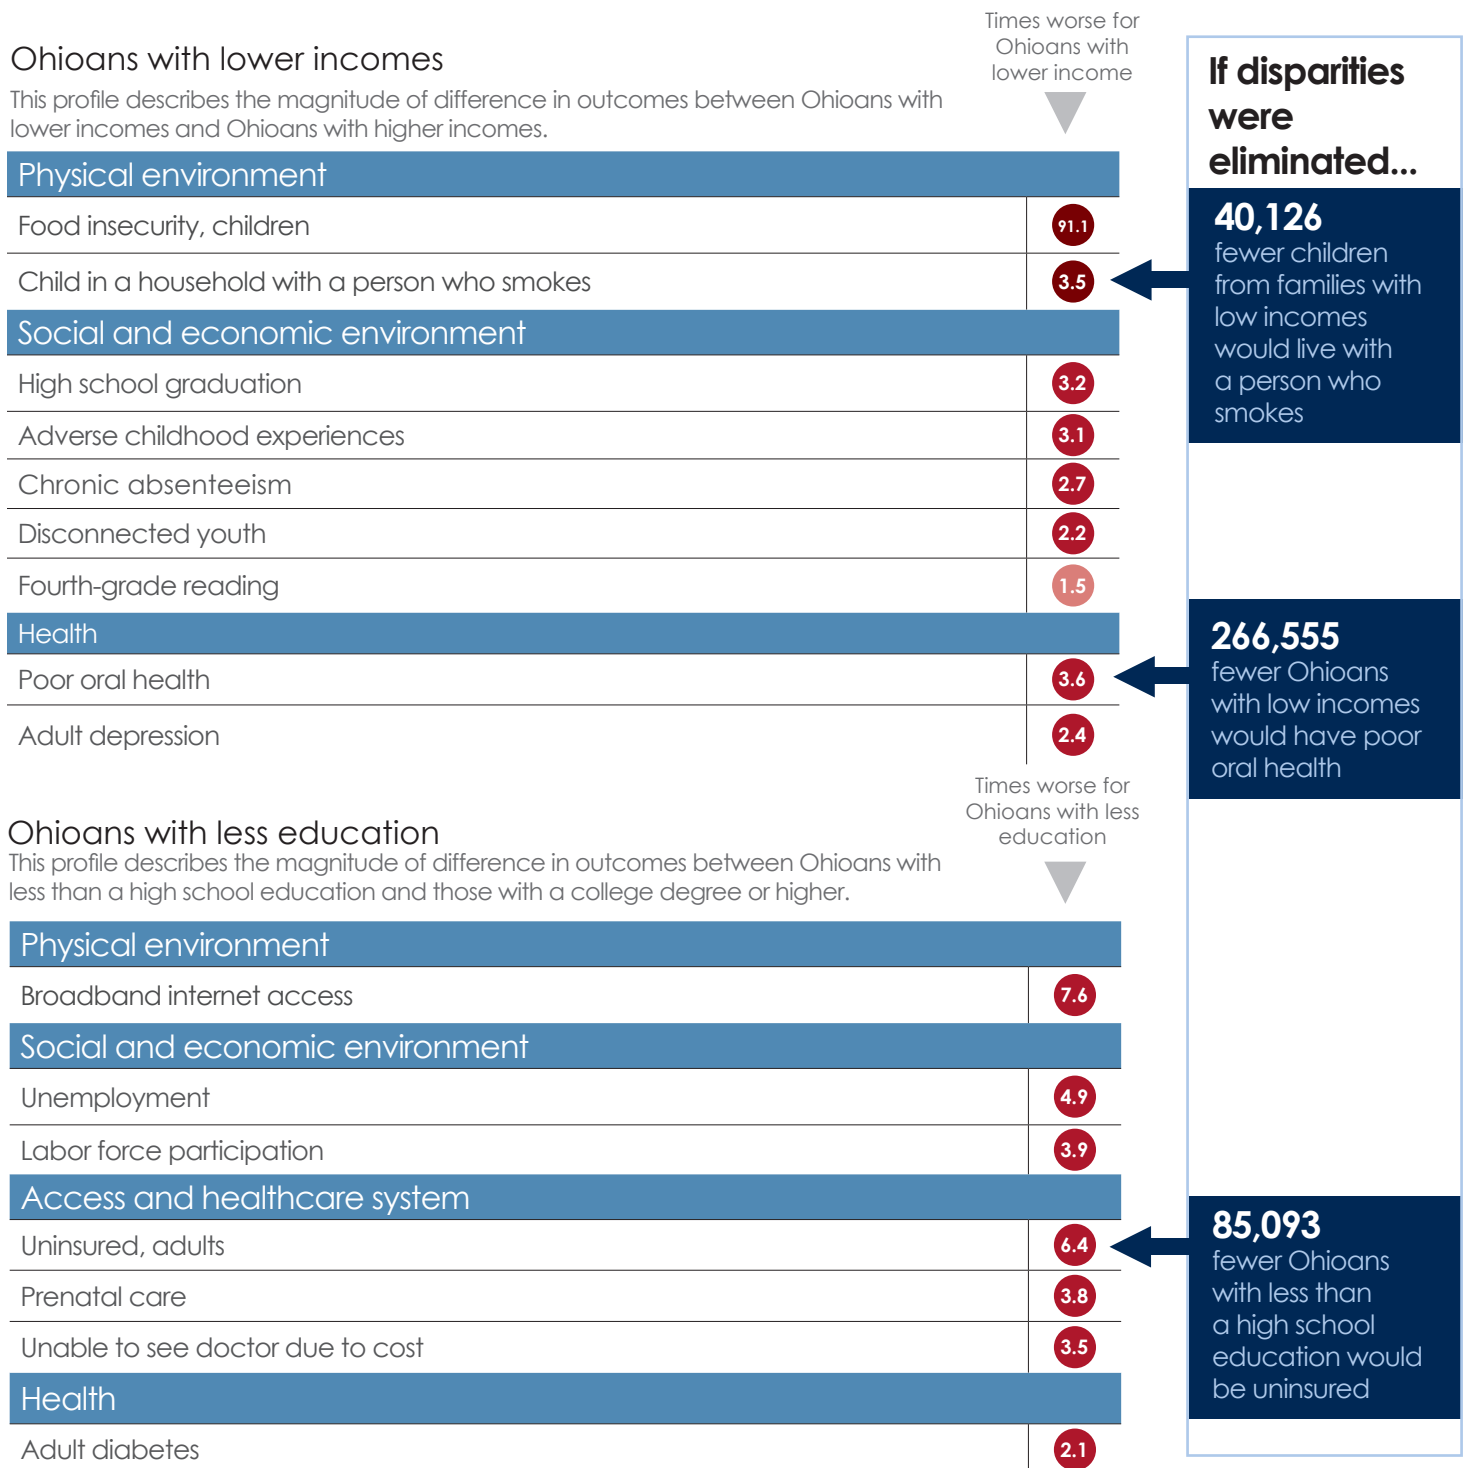 Times worse for
Ohioans with
lower income
Ohioans with lower incomes
This profile describes the magnitude of difference in outcomes between Ohioans with
lower incomes and Ohioans with higher incomes.
Physical environment
Food insecurity, children
91.1
Child in a household with a person who smokes
3.5
Social and economic environment
High school graduation
3.2
Adverse childhood experiences
3.1
Chronic absenteeism
2.7
Disconnected youth
2.2
Fourth-grade reading
1.5
Health
Poor oral health
3.6
Adult depression
2.4
Times worse for
Ohioans with less
education
Ohioans with less education
This profile describes the magnitude of difference in outcomes between Ohioans with
less than a high school education and those with a college degree or higher.
Physical environment
Broadband internet access
7.6
Social and economic environment
Unemployment
4.9
Labor force participation
3.9
Access and healthcare system
Uninsured, adults
6.4
Prenatal care
3.8
Unable to see doctor due to cost
3.5
Health
Adult diabetes
2.1
If disparities
were
eliminated...
40,126
fewer children
from families with
low incomes
would live with
a person who
smokes
266,555
fewer Ohioans
with low incomes
would have poor
oral health
85,093
fewer Ohioans
with less than
a high school
education would
be uninsured